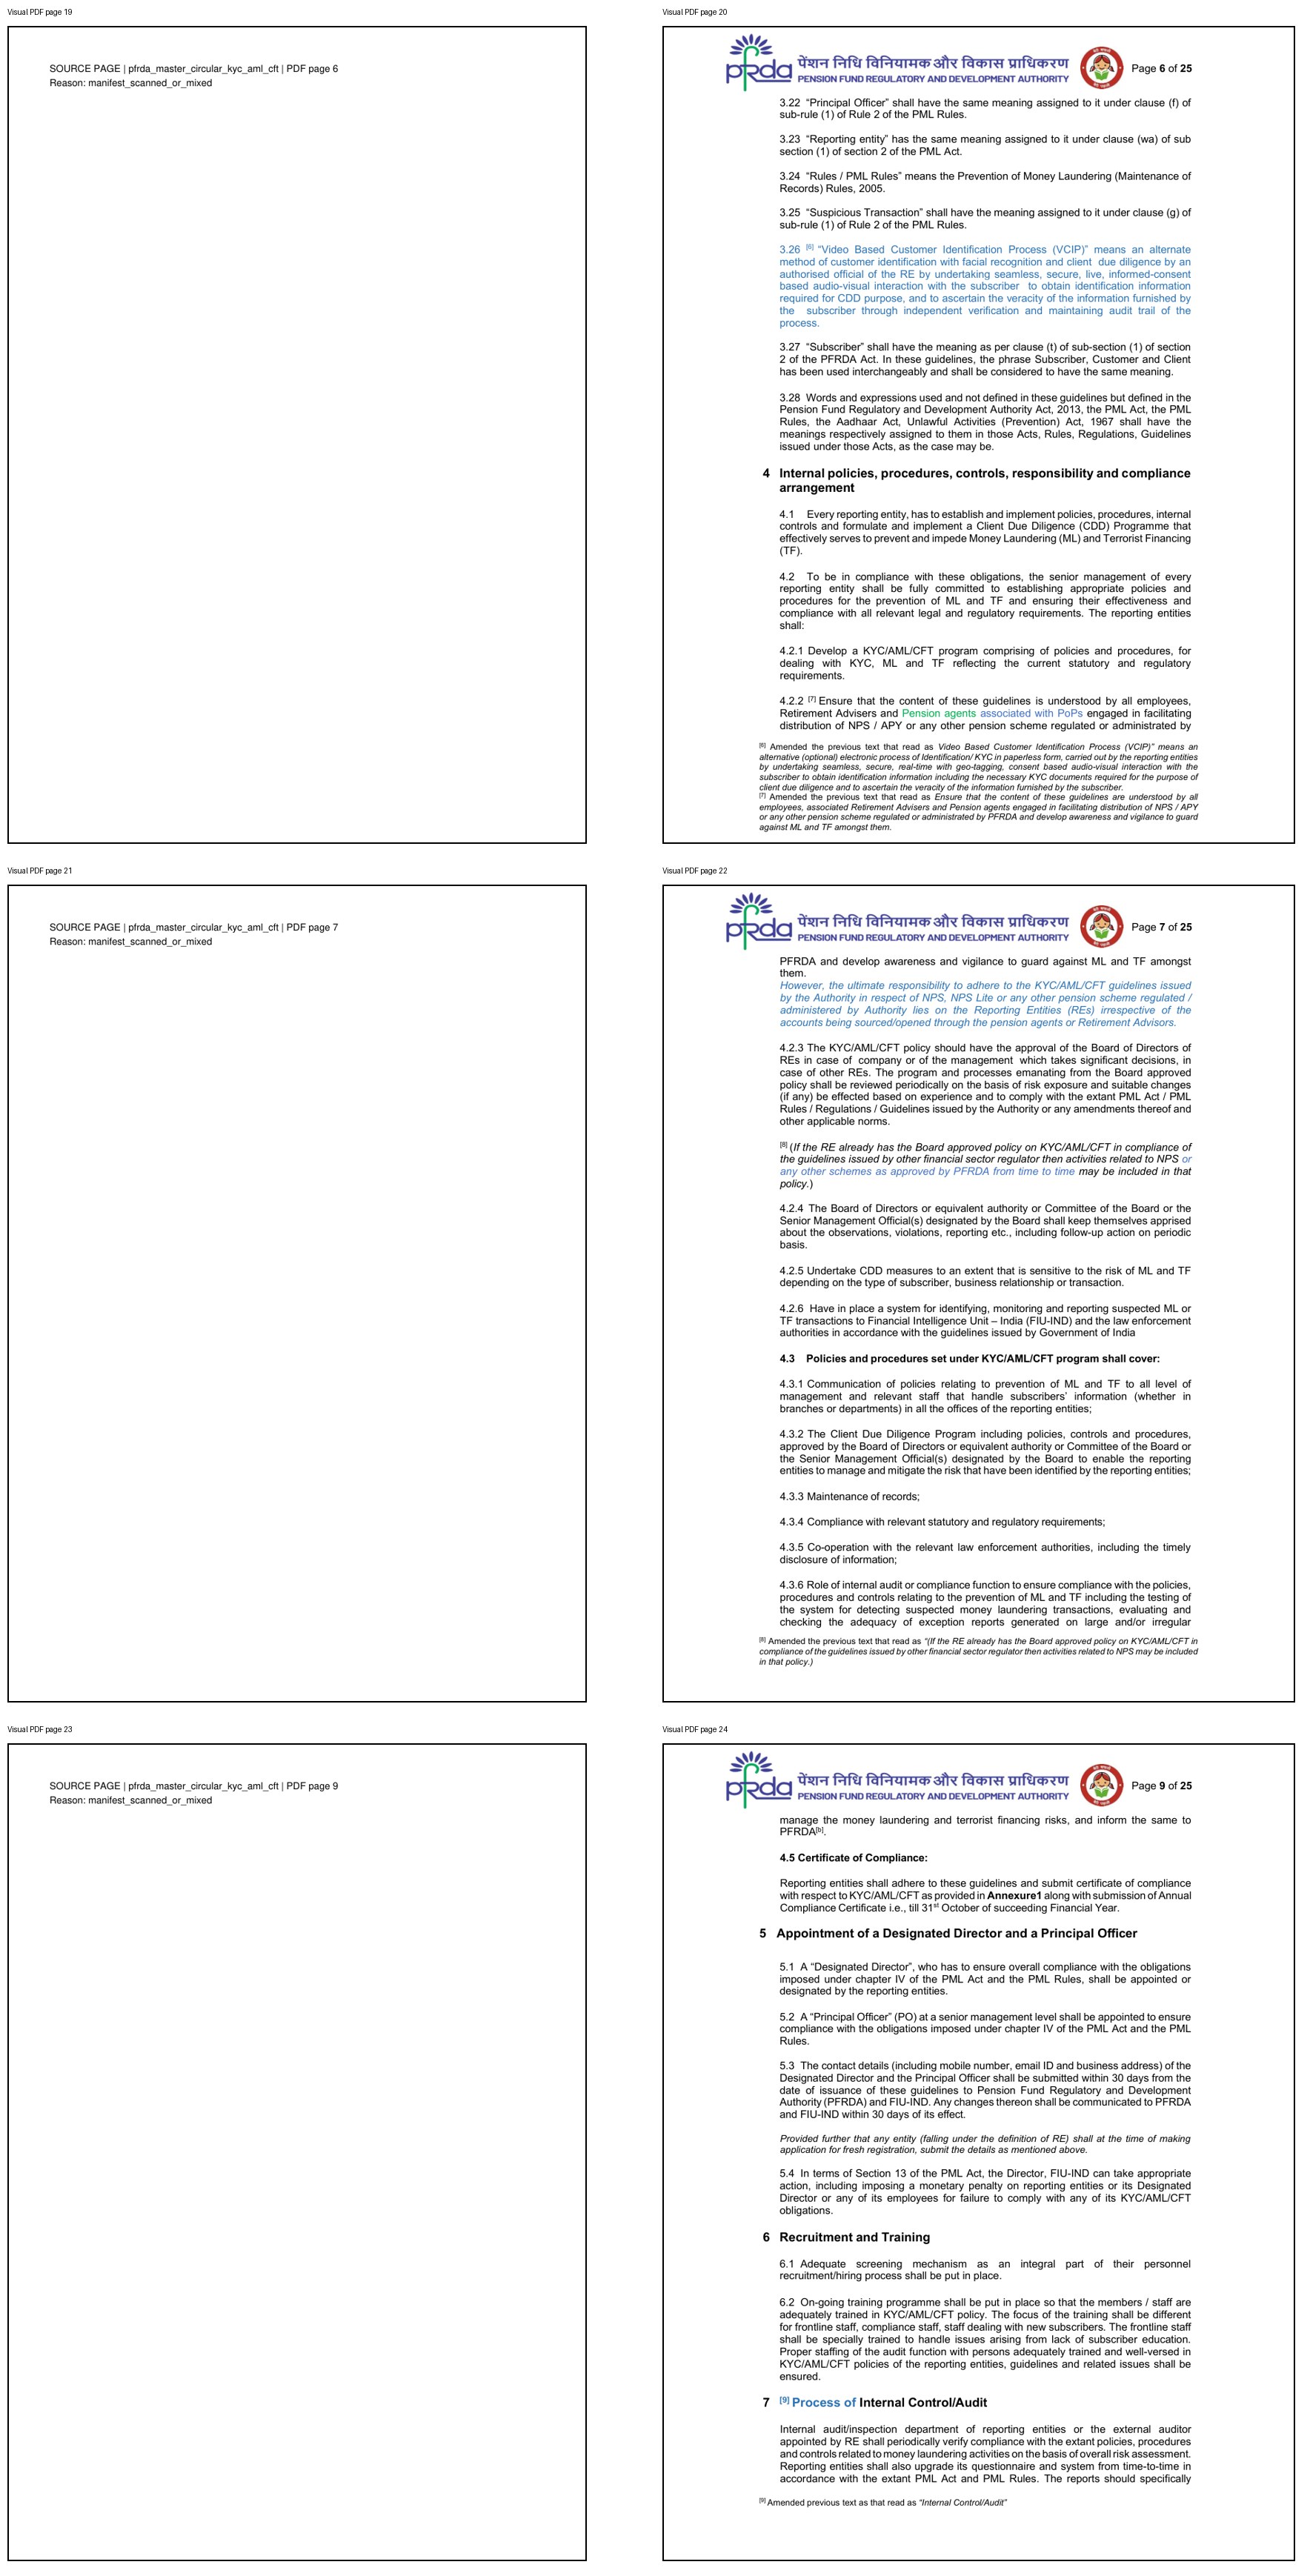 Visual PDF page 19
SOURCE PAGE | pfrda_master_circular_kyc_aml_cft | PDF page 6
Reason: manifest_scanned_or_mixed
Visual PDF page 20
pfrda
पेंशन निधि विनियामक और विकास प्राधिकरण
PENSION FUND REGULATORY AND DEVELOPMENT AUTHORITY
Page 6 of 25
3.22 “Principal Officer” shall have the same meaning assigned to it under clause (f) of
sub-rule (1) of Rule 2 of the PML Rules.
3.23 “Reporting entity” has the same meaning assigned to it under clause (wa) of sub
section (1) of section 2 of the PML Act.
3.24 “Rules / PML Rules” means the Prevention of Money Laundering (Maintenance of
Records) Rules, 2005.
3.25 “Suspicious Transaction” shall have the meaning assigned to it under clause (g) of
sub-rule (1) of Rule 2 of the PML Rules.
3.26 [6] “Video Based Customer Identification Process (VCIP)” means an alternate
method of customer identification with facial recognition and client due diligence by an
authorised official of the RE by undertaking seamless, secure, live, informed-consent
based audio-visual interaction with the subscriber to obtain identification information
required for CDD purpose, and to ascertain the veracity of the information furnished by
the subscriber through independent verification and maintaining audit trail of the
process.
3.27 “Subscriber” shall have the meaning as per clause (t) of sub-section (1) of section
2 of the PFRDA Act. In these guidelines, the phrase Subscriber, Customer and Client
has been used interchangeably and shall be considered to have the same meaning.
3.28 Words and expressions used and not defined in these guidelines but defined in the
Pension Fund Regulatory and Development Authority Act, 2013, the PML Act, the PML
Rules, the Aadhaar Act, Unlawful Activities (Prevention) Act, 1967 shall have the
meanings respectively assigned to them in those Acts, Rules, Regulations, Guidelines
issued under those Acts, as the case may be.
4 Internal policies, procedures, controls, responsibility and compliance
arrangement
4.1 Every reporting entity, has to establish and implement policies, procedures, internal
controls and formulate and implement a Client Due Diligence (CDD) Programme that
effectively serves to prevent and impede Money Laundering (ML) and Terrorist Financing
(TF).
4.2 To be in compliance with these obligations, the senior management of every
reporting entity shall be fully committed to establishing appropriate policies and
procedures for the prevention of ML and TF and ensuring their effectiveness and
compliance with all relevant legal and regulatory requirements. The reporting entities
shall:
4.2.1 Develop a KYC/AML/CFT program comprising of policies and procedures, for
dealing with KYC, ML and TF reflecting the current statutory and regulatory
requirements.
4.2.2 [7] Ensure that the content of these guidelines is understood by all employees,
Retirement Advisers and Pension agents associated with PoPs engaged in facilitating
distribution of NPS / APY or any other pension scheme regulated or administered by
[6] Amended the previous text that read as Video Based Customer Identification Process (VCIP)” means an
alternative (optional) electronic process of Identification/ KYC in paperless form, carried out by the reporting entities
by undertaking seamless, secure, real-time with geo-tagging, consent based audio-visual interaction with the
subscriber to obtain identification information including the necessary KYC documents required for the purpose of
client due diligence and to ascertain the veracity of the information furnished by the subscriber.
[7] Amended the previous text that read as Ensure that the content of these guidelines are understood by all
employees, associated Retirement Advisers and Pension agents engaged in facilitating distribution of NPS / APY
or any other pension scheme regulated or administered by PFRDA and develop awareness and vigilance to guard
against ML and TF amongst them.
Visual PDF page 21
SOURCE PAGE | pfrda_master_circular_kyc_aml_cft | PDF page 7
Reason: manifest_scanned_or_mixed
Visual PDF page 22
pfrda
पेंशन निधि विनियामक और विकास प्राधिकरण
PENSION FUND REGULATORY AND DEVELOPMENT AUTHORITY
Page 7 of 25
PFRDA and develop awareness and vigilance to guard against ML and TF amongst
them.
However, the ultimate responsibility to adhere to the KYC/AML/CFT guidelines issued
by the Authority in respect of NPS, NPS Lite or any other pension scheme regulated /
administered by Authority lies on the Reporting Entities (REs) irrespective of the
accounts being sourced/opened through the pension agents or Retirement Advisors.
4.2.3 The KYC/AML/CFT policy should have the approval of the Board of Directors of
REs in case of company or of the management which takes significant decisions, in
case of other REs. The program and processes emanating from the Board approved
policy shall be reviewed periodically on the basis of risk exposure and suitable changes
(if any) be effected based on experience and to comply with the extant PML Act / PML
Rules / Regulations / Guidelines issued by the Authority or any amendments thereof and
other applicable norms.
[8] (If the RE already has the Board approved policy on KYC/AML/CFT in compliance of
the guidelines issued by other financial sector regulator then activities related to NPS or
any other schemes as approved by PFRDA from time to time may be included in that
policy.)
4.2.4 The Board of Directors or equivalent authority or Committee of the Board or the
Senior Management Official(s) designated by the Board shall keep themselves apprised
about the observations, violations, reporting etc., including follow-up action on periodic
basis.
4.2.5 Undertake CDD measures to an extent that is sensitive to the risk of ML and TF
depending on the type of subscriber, business relationship or transaction.
4.2.6 Have in place a system for identifying, monitoring and reporting suspected ML or
TF transactions to Financial Intelligence Unit – India (FIU-IND) and the law enforcement
authorities in accordance with the guidelines issued by Government of India
4.3 Policies and procedures set under KYC/AML/CFT program shall cover:
4.3.1 Communication of policies relating to prevention of ML and TF to all level of
management and relevant staff that handle subscribers’ information (whether in
branches or departments) in all the offices of the reporting entities;
4.3.2 The Client Due Diligence Program including policies, controls and procedures,
approved by the Board of Directors or equivalent authority or Committee of the Board or
the Senior Management Official(s) designated by the Board to enable the reporting
entities to manage and mitigate the risk that have been identified by the reporting entities;
4.3.3 Maintenance of records;
4.3.4 Compliance with relevant statutory and regulatory requirements;
4.3.5 Co-operation with the relevant law enforcement authorities, including the timely
disclosure of information;
4.3.6 Role of internal audit or compliance function to ensure compliance with the policies,
procedures and controls relating to the prevention of ML and TF including the testing of
the system for detecting suspected money laundering transactions, evaluating and
checking the adequacy of exception reports generated on large and/or irregular
[8] Amended the previous text that read as “(If the RE already has the Board approved policy on KYC/AML/CFT in
compliance of the guidelines issued by other financial sector regulator then activities related to NPS may be included
in that policy.)
Visual PDF page 23
SOURCE PAGE | pfrda_master_circular_kyc_aml_cft | PDF page 9
Reason: manifest_scanned_or_mixed
Visual PDF page 24
pfrda
पेंशन निधि विनियामक और विकास प्राधिकरण
PENSION FUND REGULATORY AND DEVELOPMENT AUTHORITY
Page 9 of 25
manage the money laundering and terrorist financing risks, and inform the same to
PFRDA[b].
4.5 Certificate of Compliance:
Reporting entities shall adhere to these guidelines and submit certificate of compliance
with respect to KYC/AML/CFT as provided in Annexure1 along with submission of Annual
Compliance Certificate i.e., till 31st October of succeeding Financial Year.
5 Appointment of a Designated Director and a Principal Officer
5.1 A “Designated Director”, who has to ensure overall compliance with the obligations
imposed under chapter IV of the PML Act and the PML Rules, shall be appointed or
designated by the reporting entities.
5.2 A “Principal Officer” (PO) at a senior management level shall be appointed to ensure
compliance with the obligations imposed under chapter IV of the PML Act and the PML
Rules.
5.3 The contact details (including mobile number, email ID and business address) of the
Designated Director and the Principal Officer shall be submitted within 30 days from the
date of issuance of these guidelines to Pension Fund Regulatory and Development
Authority (PFRDA) and FIU-IND. Any changes thereon shall be communicated to PFRDA
and FIU-IND within 30 days of its effect.
Provided further that any entity (falling under the definition of RE) shall at the time of making
application for fresh registration, submit the details as mentioned above.
5.4 In terms of Section 13 of the PML Act, the Director, FIU-IND can take appropriate
action, including imposing a monetary penalty on reporting entities or its Designated
Director or any of its employees for failure to comply with any of its KYC/AML/CFT
obligations.
6 Recruitment and Training
6.1 Adequate screening mechanism as an integral part of their personnel
recruitment/hiring process shall be put in place.
6.2 On-going training programme shall be put in place so that the members / staff are
adequately trained in KYC/AML/CFT policy. The focus of the training shall be different
for frontline staff, compliance staff, staff dealing with new subscribers. The frontline staff
shall be specially trained to handle issues arising from lack of subscriber education.
Proper staffing of the audit function with persons adequately trained and well-versed in
KYC/AML/CFT policies of the reporting entities, guidelines and related issues shall be
ensured.
7 [9] Process of Internal Control/Audit
Internal audit/inspection department of reporting entities or the external auditor
appointed by RE shall periodically verify compliance with the extant policies, procedures
and controls related to money laundering activities on the basis of overall risk assessment.
Reporting entities shall also upgrade its questionnaire and system from time-to-time in
accordance with the extant PML Act and PML Rules. The reports should specifically
[9] Amended previous text as that read as “Internal Control/Audit”